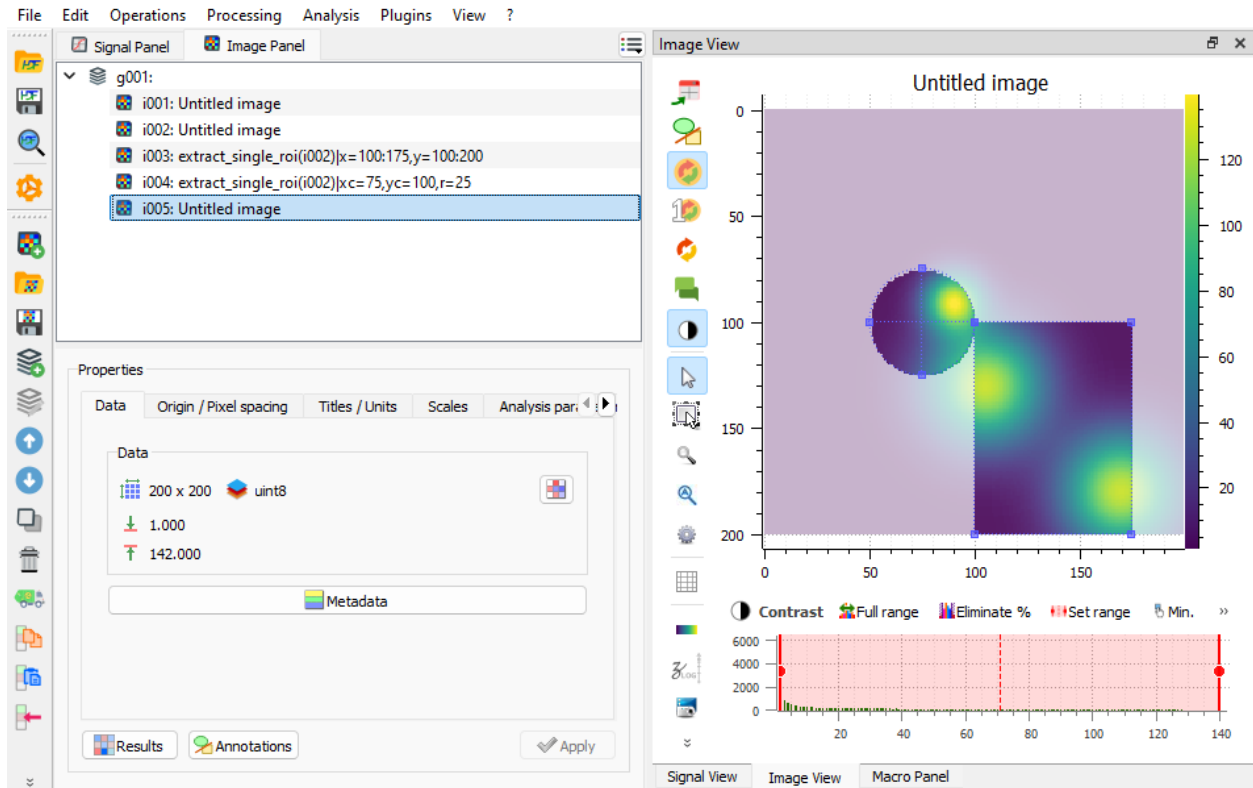 File Edit Operations Processing Analysis Plugins View ?
Signal Panel Image Panel
g001:
i001: Untitled image
i002: Untitled image
i003: extract_single_roi(i002)|x=100:175,y=100:200
i004: extract_single_roi(i002)|xc=75,yc=100,r=25
i005: Untitled image
Properties
Data Origin / Pixel spacing Titles / Units Scales Analysis par
Data
200 x 200 uint8
1.000
142.000
Metadata
Results Annotations Apply
Image View
Untitled image
0
50
100
150
200
0 50 100 150
120
100
80
60
40
20
Contrast Full range Eliminate % Set range Min. »
6000
4000
2000
0
20 40 60 80 100 120 140
Signal View Image View Macro Panel